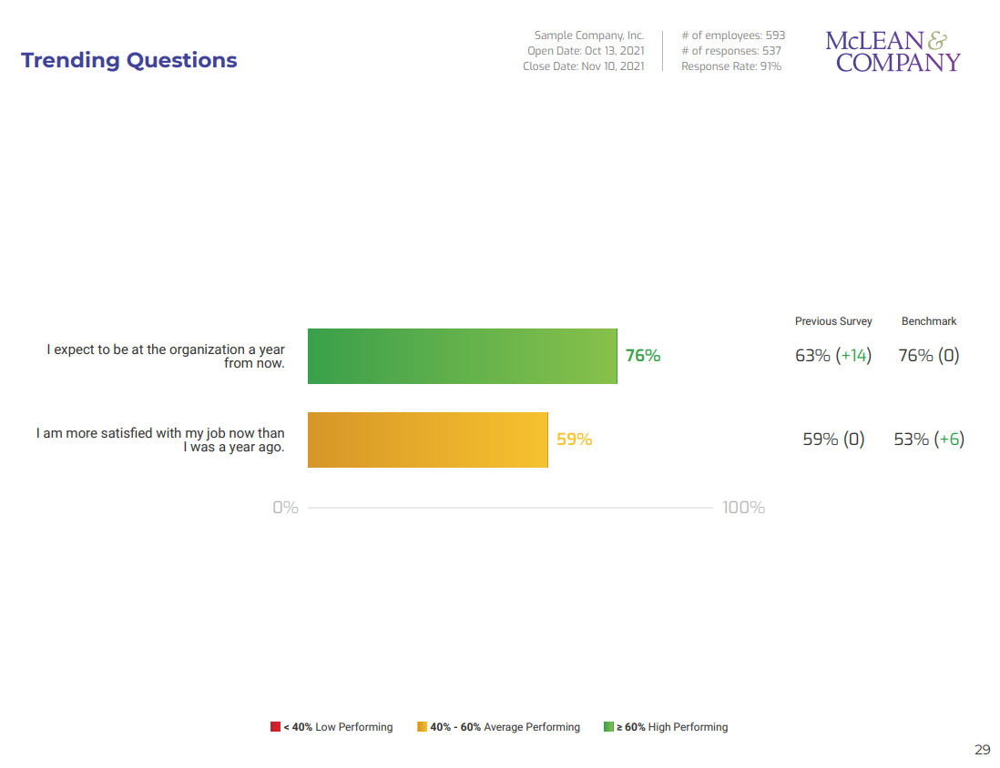 Trending Questions
Sample Company, Inc.
Open Date: Oct 13, 2021
Close Date: Nov 10, 2021
# of employees: 593
# of responses: 537
Response Rate: 91%
McLEAN &
COMPANY
Previous Survey Benchmark
I expect to be at the organization a year
from now.
76%
63% (+14) 76% (0)
I am more satisfied with my job now than
I was a year ago.
59%
59% (0) 53% (+6)
0% 100%
< 40% Low Performing 40% - 60% Average Performing ≥ 60% High Performing
29